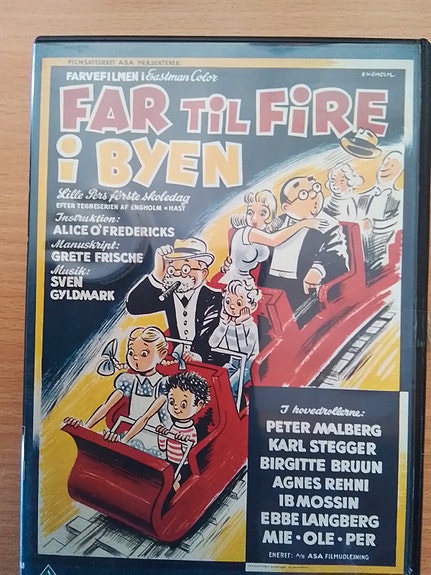 FILMSATELIERET ASA PRÆSENTERER:
FARVEFILMEN i Eastman Color
ENGHOLM
FAR TiL FiRE
i BYEN
Lille Pers første skoledag
EFTER TEGNESERIEN AF ENGHOLM & HAST
Instruktion:
ALICE O'FREDERICKS
Manuskript:
GRETE FRISCHE
Musik:
SVEN
GYLDMARK
I hovedrollerne:
PETER MALBERG
KARL STEGGER
BIRGITTE BRUUN
AGNES REHNI
IB MOSSIN
EBBE LANGBERG
MIE • OLE • PER
ENERET: A/S ASA FILMUDLEJNING